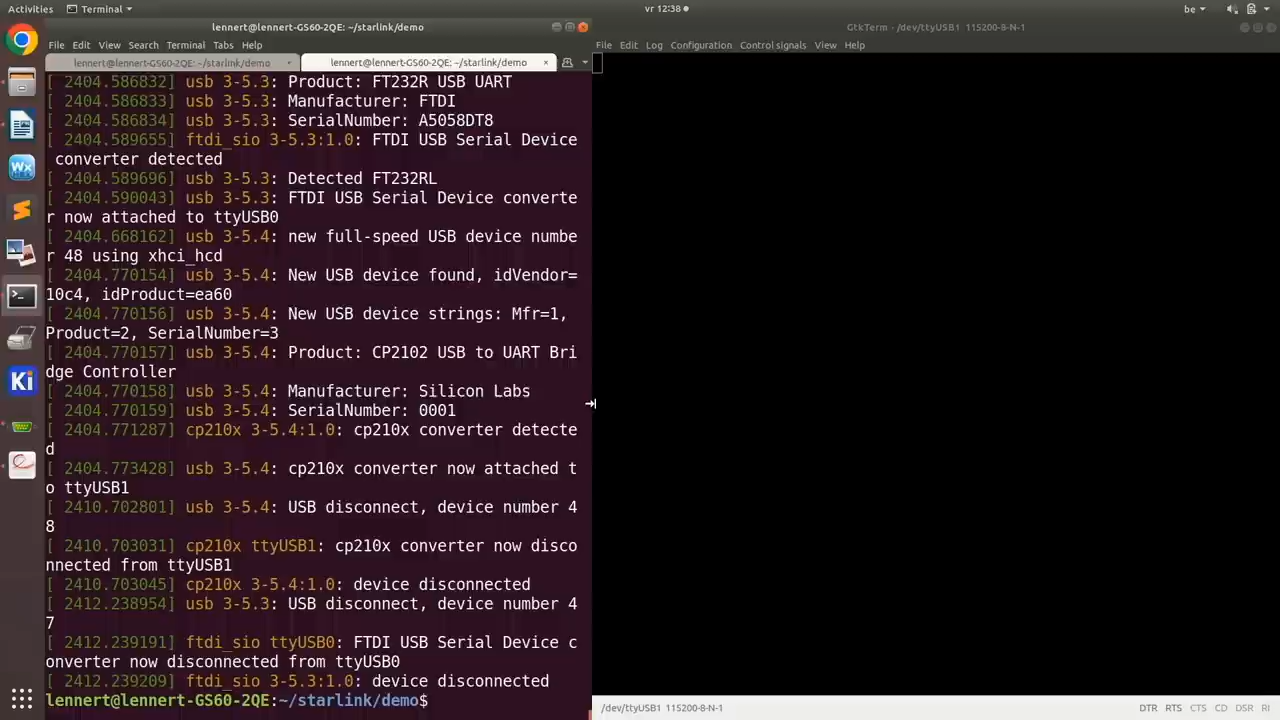 Activities Terminal vr 12:38 be
lennert@lennert-GS60-2QE: ~/starlink/demo
File Edit View Search Terminal Tabs Help
lennert@lennert-GS60-2QE: ~/starlink/demo × lennert@lennert-GS60-2QE: ~/starlink/demo ×
[ 2404.586832] usb 3-5.3: Product: FT232R USB UART
[ 2404.586833] usb 3-5.3: Manufacturer: FTDI
[ 2404.586834] usb 3-5.3: SerialNumber: A5058DT8
[ 2404.589655] ftdi_sio 3-5.3:1.0: FTDI USB Serial Device
converter detected
[ 2404.589696] usb 3-5.3: Detected FT232RL
[ 2404.590043] usb 3-5.3: FTDI USB Serial Device converte
r now attached to ttyUSB0
[ 2404.668162] usb 3-5.4: new full-speed USB device numbe
r 48 using xhci_hcd
[ 2404.770154] usb 3-5.4: New USB device found, idVendor=
10c4, idProduct=ea60
[ 2404.770156] usb 3-5.4: New USB device strings: Mfr=1,
Product=2, SerialNumber=3
[ 2404.770157] usb 3-5.4: Product: CP2102 USB to UART Bri
dge Controller
[ 2404.770158] usb 3-5.4: Manufacturer: Silicon Labs
[ 2404.770159] usb 3-5.4: SerialNumber: 0001
[ 2404.771287] cp210x 3-5.4:1.0: cp210x converter detecte
d
[ 2404.773428] usb 3-5.4: cp210x converter now attached t
o ttyUSB1
[ 2410.702801] usb 3-5.4: USB disconnect, device number 4
8
[ 2410.703031] cp210x ttyUSB1: cp210x converter now disco
nnected from ttyUSB1
[ 2410.703045] cp210x 3-5.4:1.0: device disconnected
[ 2412.238954] usb 3-5.3: USB disconnect, device number 4
7
[ 2412.239191] ftdi_sio ttyUSB0: FTDI USB Serial Device c
onverter now disconnected from ttyUSB0
[ 2412.239209] ftdi_sio 3-5.3:1.0: device disconnected
lennert@lennert-GS60-2QE:~/starlink/demo$
GtkTerm - /dev/ttyUSB1 115200-8-N-1
File Edit Log Configuration Control signals View Help
/dev/ttyUSB1 115200-8-N-1 DTR RTS CTS CD DSR RI
Wx
Ki